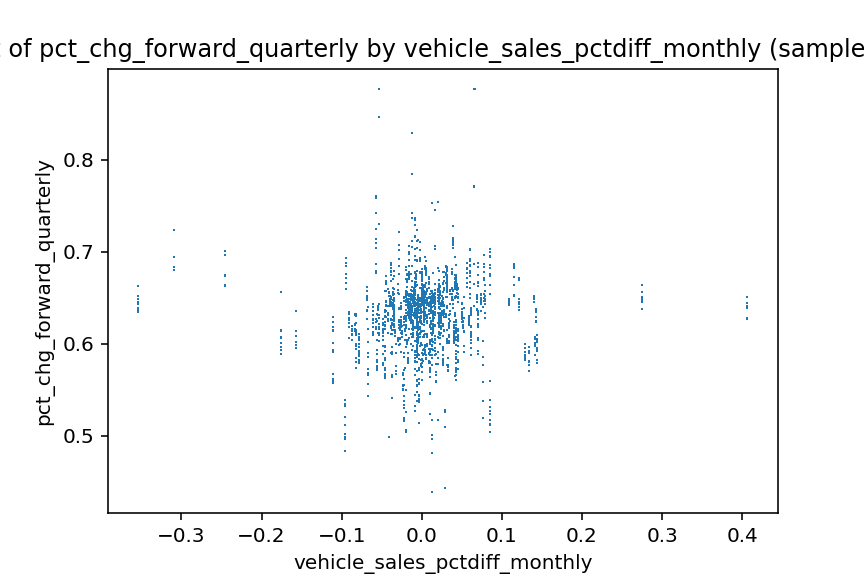 of pct_chg_forward_quarterly by vehicle_sales_pctdiff_monthly (sample
pct_chg_forward_quarterly
0.8
0.7
0.6
0.5
−0.3 −0.2 −0.1 0.0 0.1 0.2 0.3 0.4
vehicle_sales_pctdiff_monthly